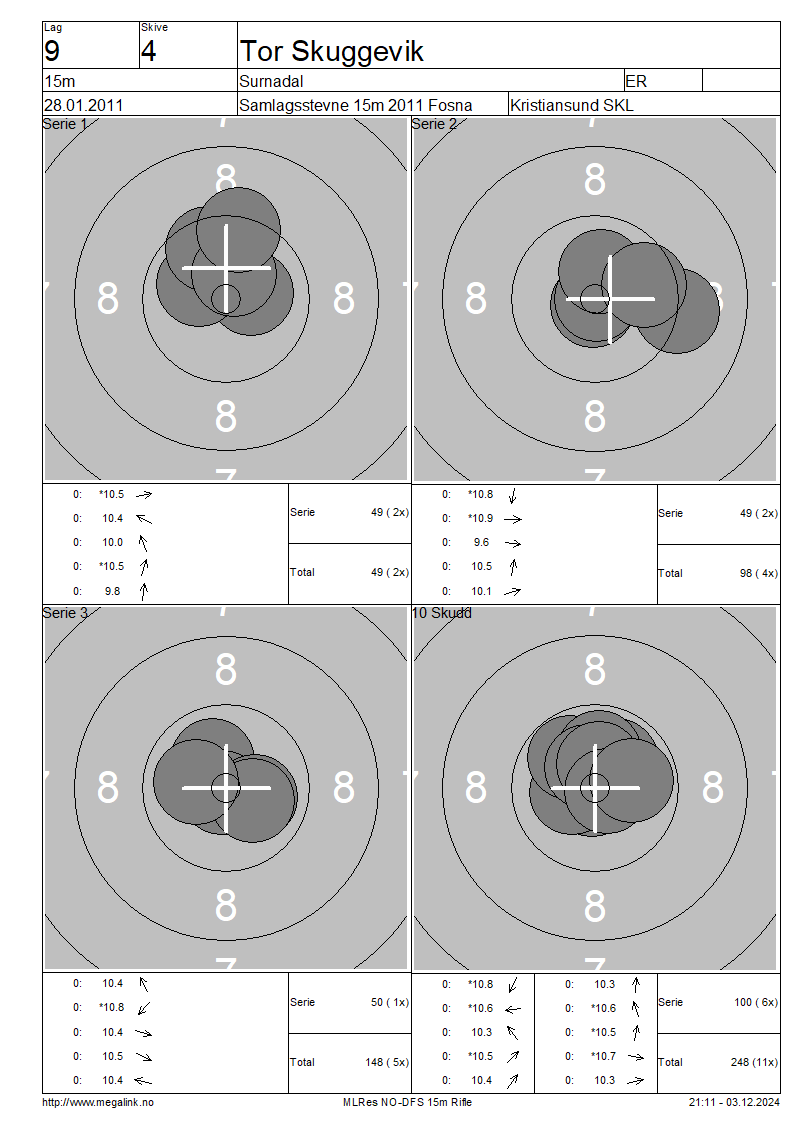 Lag Skive
9 4 Tor Skuggevik
15m Surnadal ER
28.01.2011 Samlagsstevne 15m 2011 Fosna Kristiansund SKL
Serie 1
7
8
7 8 8
8
7
Serie 2
7
8
8 8 7
8
7
0: *10.5
0: 10.4
0: 10.0
0: *10.5
0: 9.8
Serie 49 ( 2x)
Total 49 ( 2x)
0: *10.8
0: *10.9
0: 9.6
0: 10.5
0: 10.1
Serie 49 ( 2x)
Total 98 ( 4x)
Serie 3
7
8
7 8 8 7
8
7
10 Skudd
7
8
8 8 7
8
7
0: 10.4
0: *10.8
0: 10.4
0: 10.5
0: 10.4
Serie 50 ( 1x)
Total 148 ( 5x)
0: *10.8 0: 10.3
0: *10.6 0: *10.6
0: 10.3 0: *10.5
0: *10.5 0: *10.7
0: 10.4 0: 10.3
Serie 100 ( 6x)
Total 248 (11x)
http://www.megalink.no MLRes NO-DFS 15m Rifle 21:11 - 03.12.2024